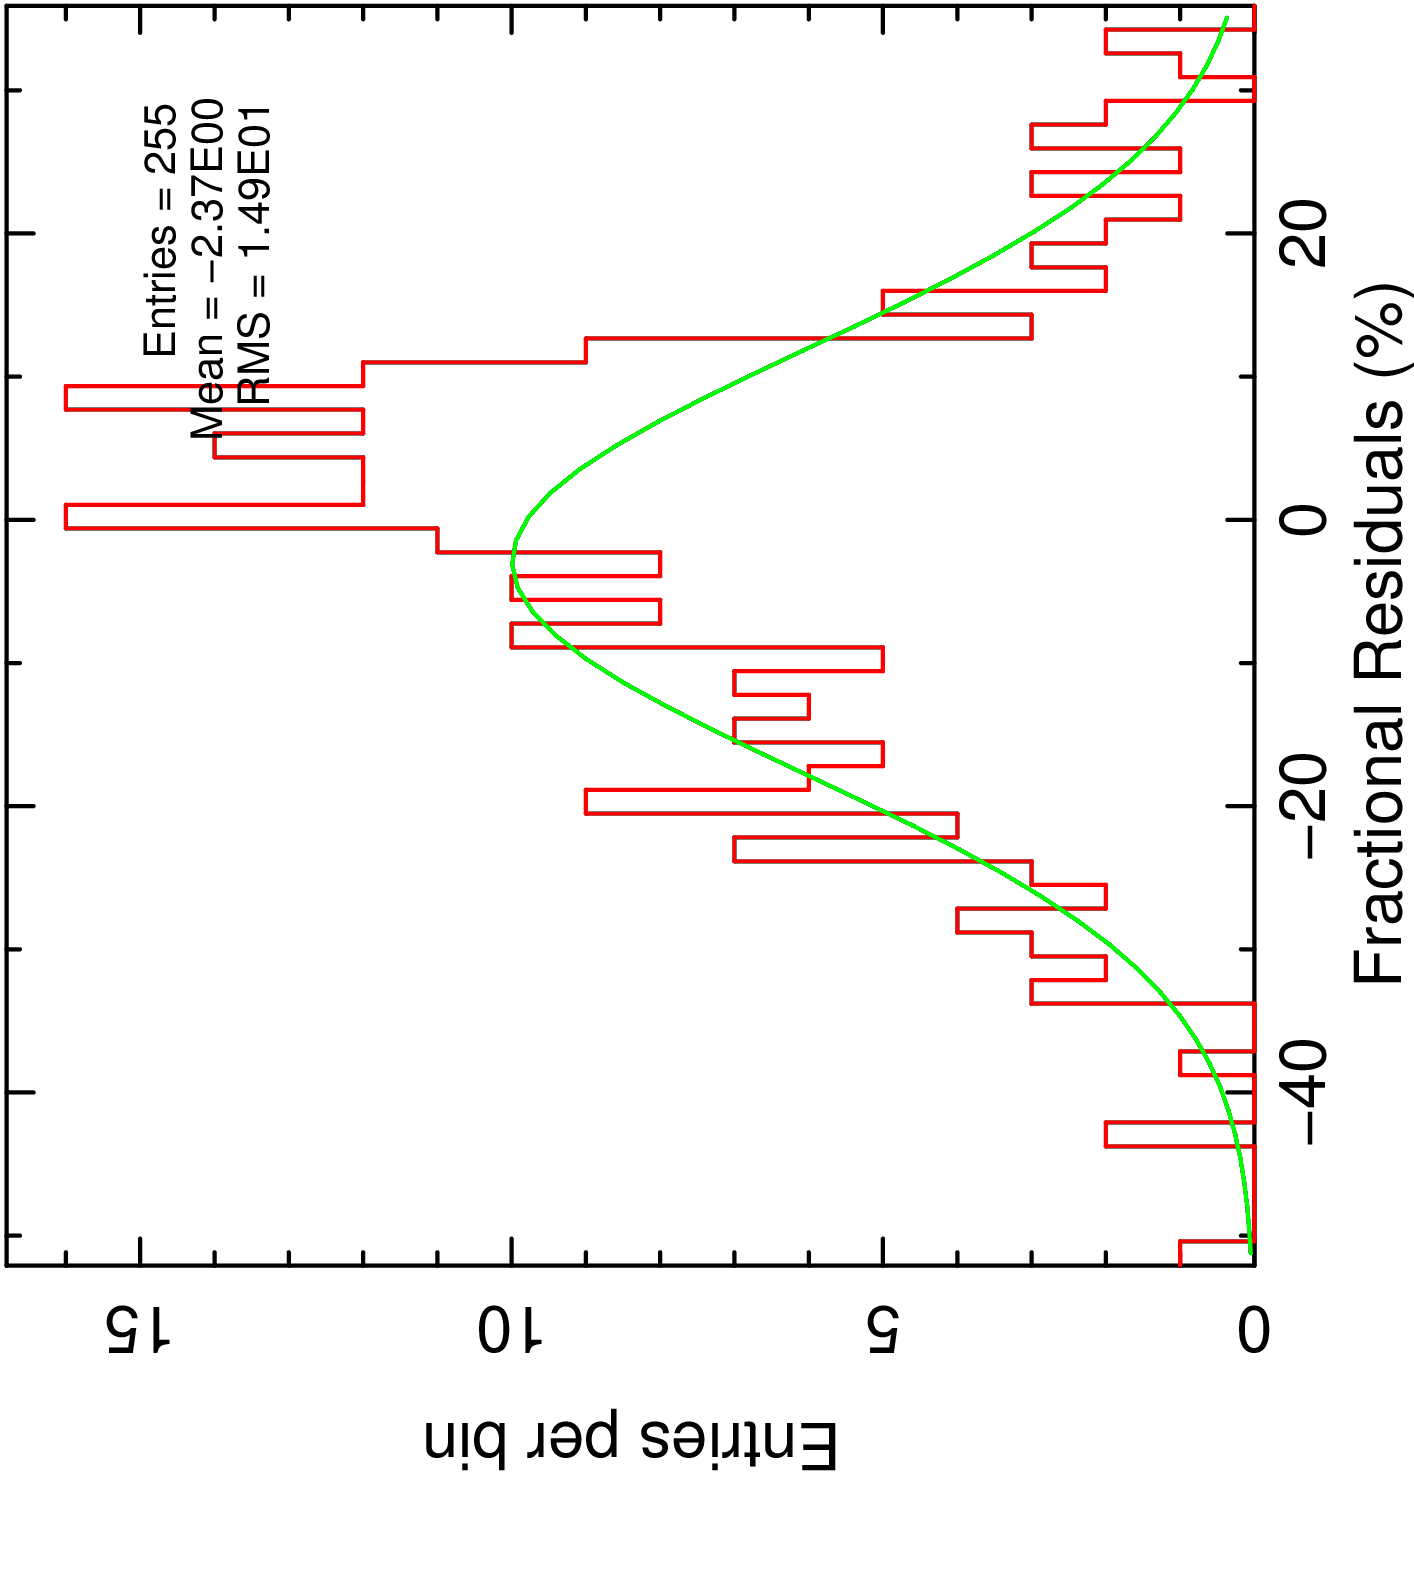 Entries = 255
Mean = −2.37E00
RMS = 1.49E01
Entries per bin
15
10
5
0
−40
−20
0
20
Fractional Residuals (%)